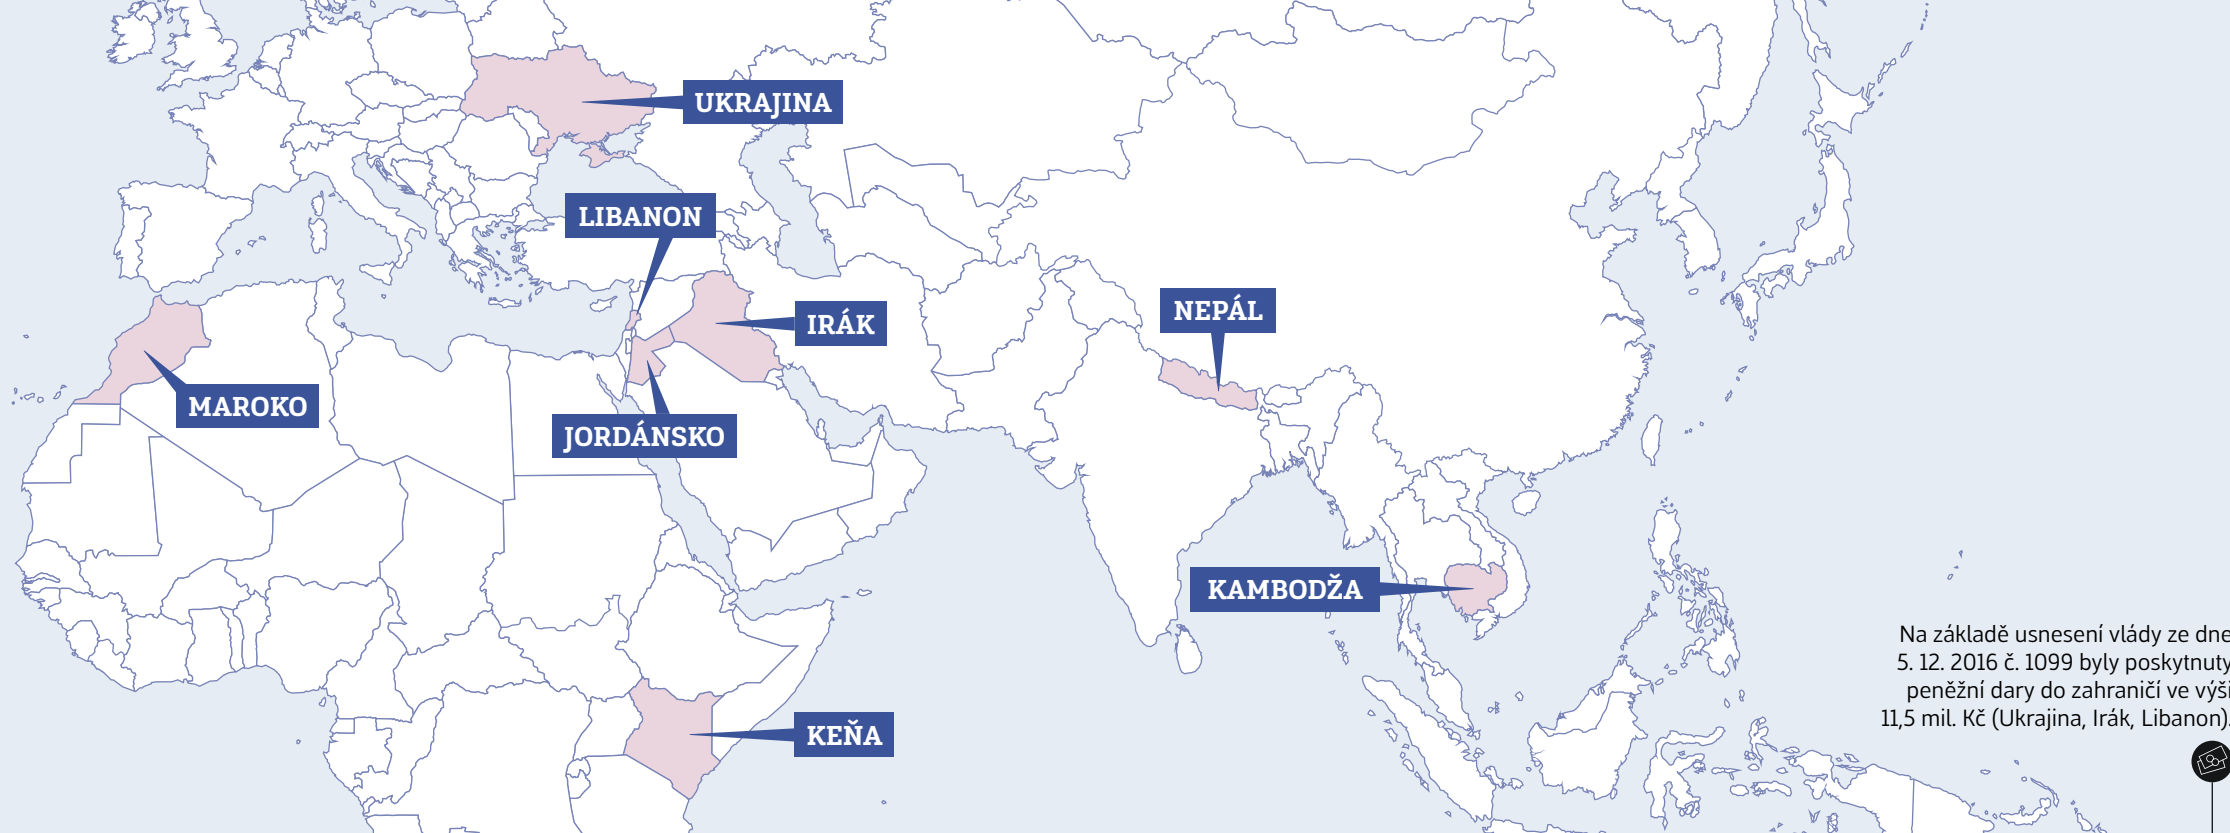 UKRAJINA
LIBANON
IRÁK
NEPÁL
MAROKO
JORDÁNSKO
KAMBODŽA
Na základě usnesení vlády ze dne
5. 12. 2016 č. 1099 byly poskytnuty
peněžní dary do zahraničí ve výši
11,5 mil. Kč (Ukrajina, Irák, Libanon).
KEŇA